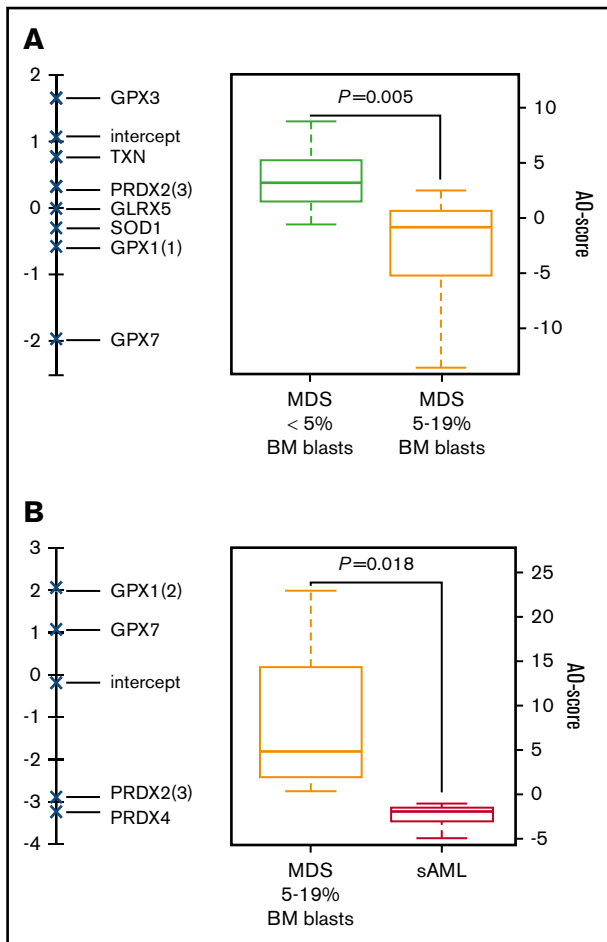 A
2
1
0
-1
-2
GPX3
intercept
TXN
PRDX2(3)
GLRX5
SOD1
GPX1(1)
GPX7
P=0.005
10
5
0
-5
-10
AO-score
MDS
< 5%
BM blasts
MDS
5-19%
BM blasts
B
3
2
1
0
-1
-2
-3
-4
GPX1(2)
GPX7
intercept
PRDX2(3)
PRDX4
P=0.018
25
20
15
10
5
0
-5
AO-score
MDS
5-19%
BM blasts
sAML